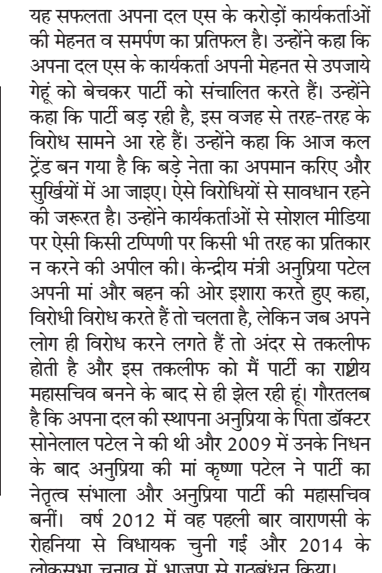 यह सफलता अपना दल एस के करोड़ों कार्यकर्ताओं
की मेहनत व समर्पण का प्रतिफल है। उन्होंने कहा कि
अपना दल एस के कार्यकर्ता अपनी मेहनत से उपजाये
गेहूं को बेचकर पार्टी को संचालित करते हैं। उन्होंने
कहा कि पार्टी बड़ रही है, इस वजह से तरह-तरह के
विरोध सामने आ रहे हैं। उन्होंने कहा कि आज कल
ट्रेंड बन गया है कि बड़े नेता का अपमान करिए और
सुर्खियों में आ जाइए। ऐसे विरोधियों से सावधान रहने
की जरूरत है। उन्होंने कार्यकर्ताओं से सोशल मीडिया
पर ऐसी किसी टिप्पणी पर किसी भी तरह का प्रतिकार
न करने की अपील की। केन्द्रीय मंत्री अनुप्रिया पटेल
अपनी मां और बहन की ओर इशारा करते हुए कहा,
विरोधी विरोध करते हैं तो चलता है, लेकिन जब अपने
लोग ही विरोध करने लगते हैं तो अंदर से तकलीफ
होती है और इस तकलीफ को मैं पार्टी का राष्ट्रीय
महासचिव बनने के बाद से ही झेल रही हूं। गौरतलब
है कि अपना दल की स्थापना अनुप्रिया के पिता डॉक्टर
सोनेलाल पटेल ने की थी और 2009 में उनके निधन
के बाद अनुप्रिया की मां कृष्णा पटेल ने पार्टी का
नेतृत्व संभाला और अनुप्रिया पार्टी की महासचिव
बनीं। वर्ष 2012 में वह पहली बार वाराणसी के
रोहनिया से विधायक चुनी गईं और 2014 के
लोकसभा चुनाव में भाजपा से गठबंधन किया।